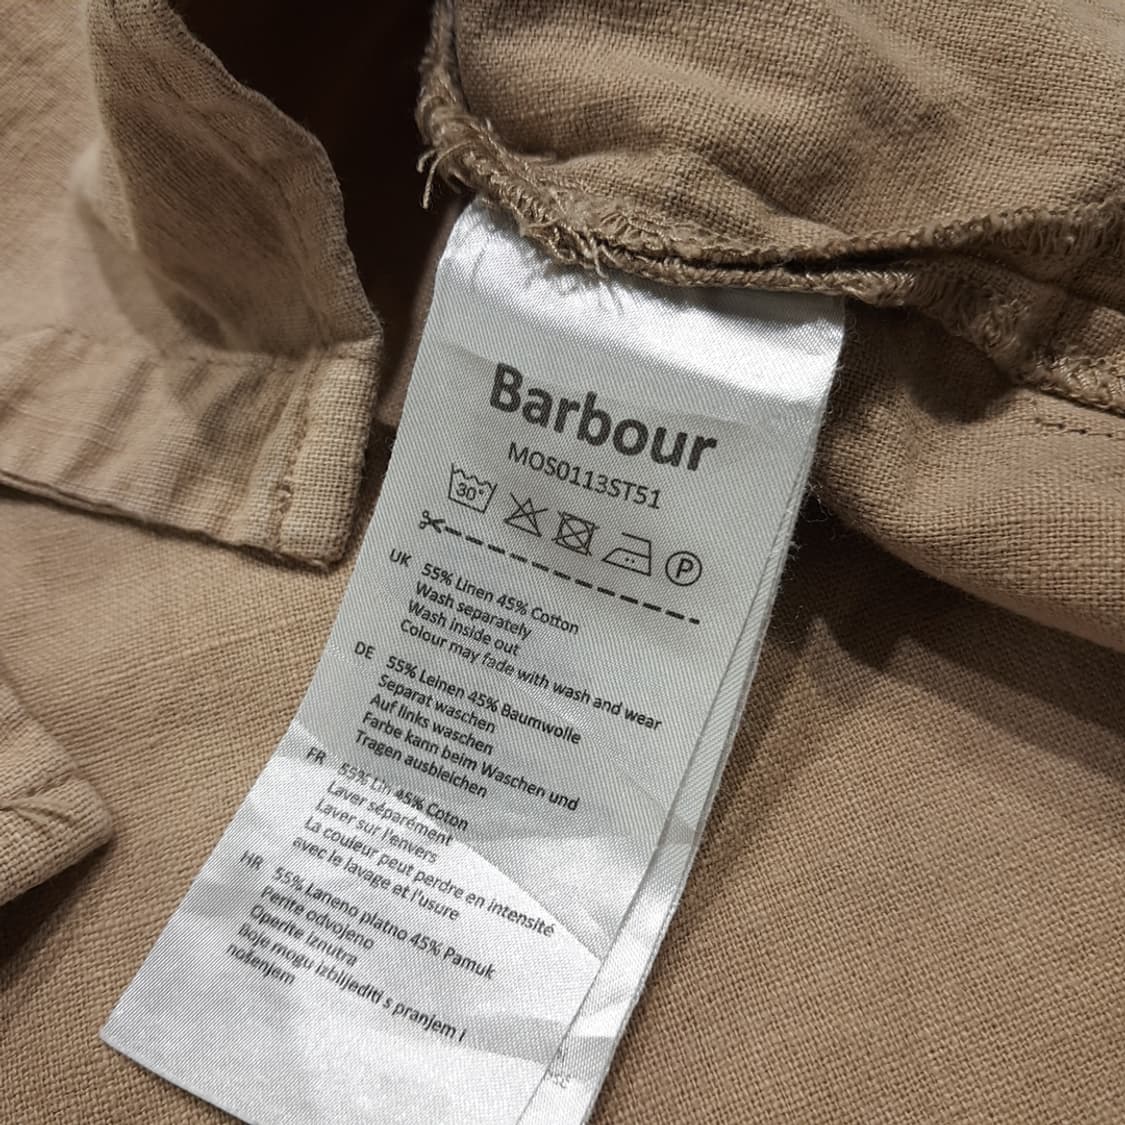 Barbour
MOS0113ST51
30°
P
UK 55% Linen 45% Cotton
Wash separately
Wash inside out
Colour may fade with wash and wear
DE 55% Leinen 45% Baumwolle
Separat waschen
Auf links waschen
Farbe kann beim Waschen und
Tragen ausbleichen
FR 55% Lin 45% Coton
Laver séparément
Laver sur l'envers
La couleur peut perdre en intensité
avec le lavage et l'usure
HR 55% Laneno platno 45% Pamuk
Perite odvojeno
Operite iznutra
Boje mogu izblijediti s pranjem i
nošenjem